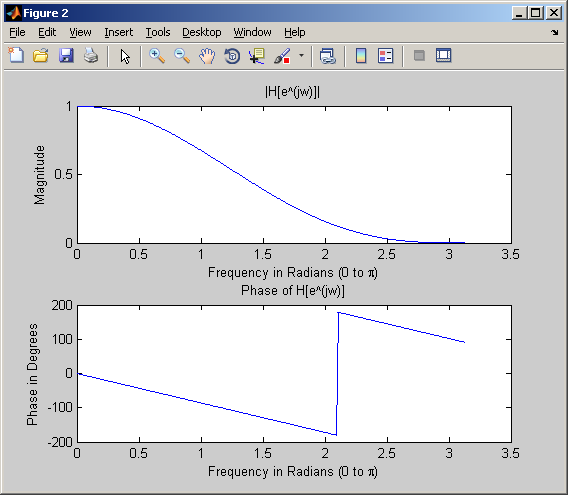 Figure 2
File Edit View Insert Tools Desktop Window Help
|H[e^(jw)]|
Magnitude
1
0.5
0
0 0.5 1 1.5 2 2.5 3 3.5
Frequency in Radians (0 to π)
Phase of H[e^(jw)]
Phase in Degrees
200
100
0
-100
-200
0 0.5 1 1.5 2 2.5 3 3.5
Frequency in Radians (0 to π)